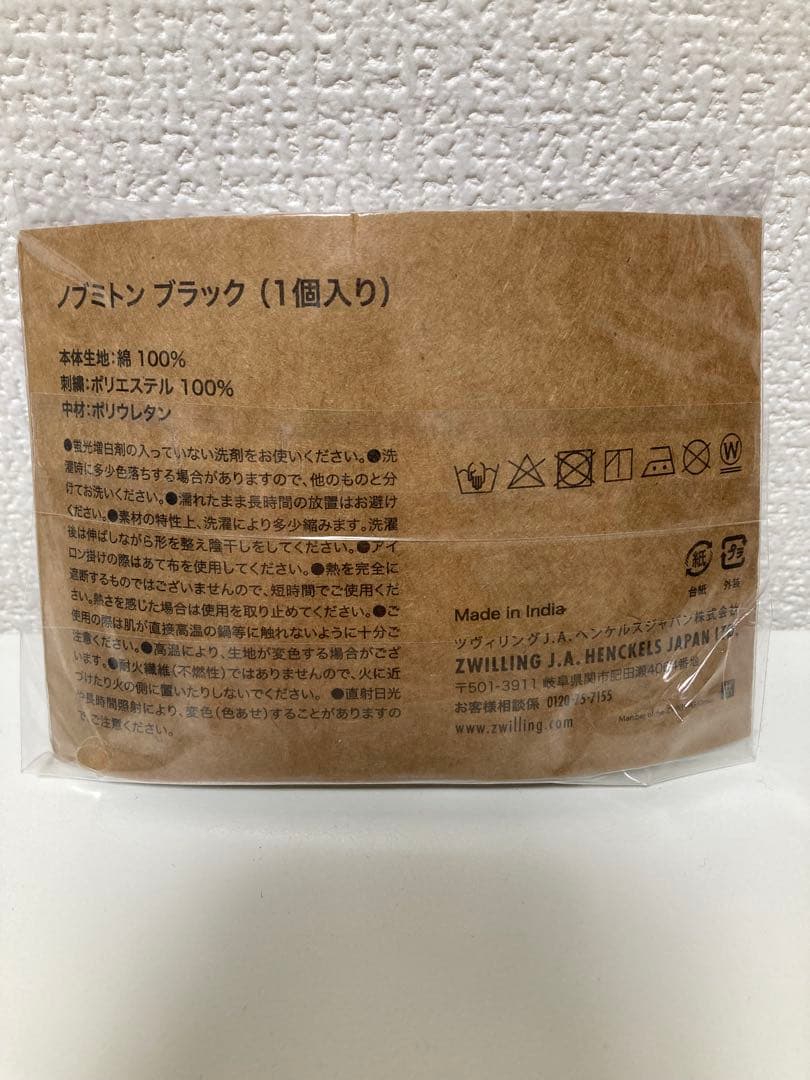 ノブミトン ブラック（1個入り）
本体生地：綿 100%
刺繍：ポリエステル 100%
中材：ポリウレタン
●蛍光増白剤の入っていない洗剤をお使いください。●洗
濯時に多少色落ちする場合がありますので、他のものと分
けてお洗いください。●濡れたまま長時間の放置はお避け
ください。●素材の特性上、洗濯により多少縮みます。洗濯
後は伸ばしながら形を整え陰干しをしてください。●アイ
ロン掛けの際はあて布を使用してください。●熱を完全に
遮断するものではございませんので、短時間でご使用くだ
さい。熱さを感じた場合は使用を取り止めてください。●ご
使用の際は肌が直接高温の鍋等に触れないように十分ご
注意ください。●高温により、生地が変色する場合がござ
います。●耐火繊維（不燃性）ではありませんので、火に近
づけたり火の側に置いたりしないでください。●直射日光
や長時間照射により、変色（色あせ）することがありますの
で、ご注意ください。
W
紙
プラ
台紙
外装
Made in India
ツヴィリング J.A. ヘンケルスジャパン株式会社
ZWILLING J.A. HENCKELS JAPAN LTD.
〒501-3911 岐阜県関市肥田瀬4064番地
お客様相談係 0120-75-7155
www.zwilling.com
Member of the